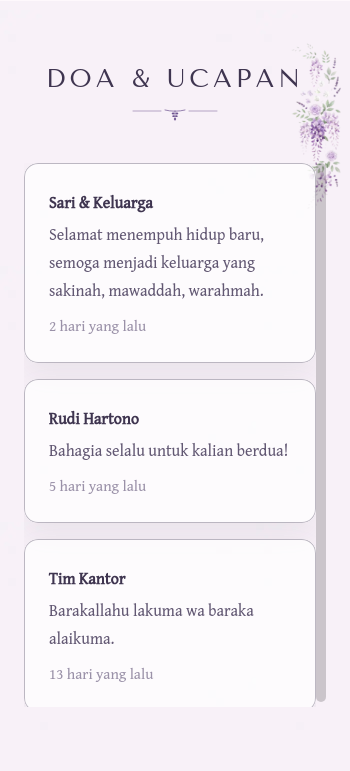 DOA & UCAPAN
Sari & Keluarga
Selamat menempuh hidup baru,
semoga menjadi keluarga yang
sakinah, mawaddah, warahmah.
2 hari yang lalu
Rudi Hartono
Bahagia selalu untuk kalian berdua!
5 hari yang lalu
Tim Kantor
Barakallahu lakuma wa baraka
alaikuma.
13 hari yang lalu